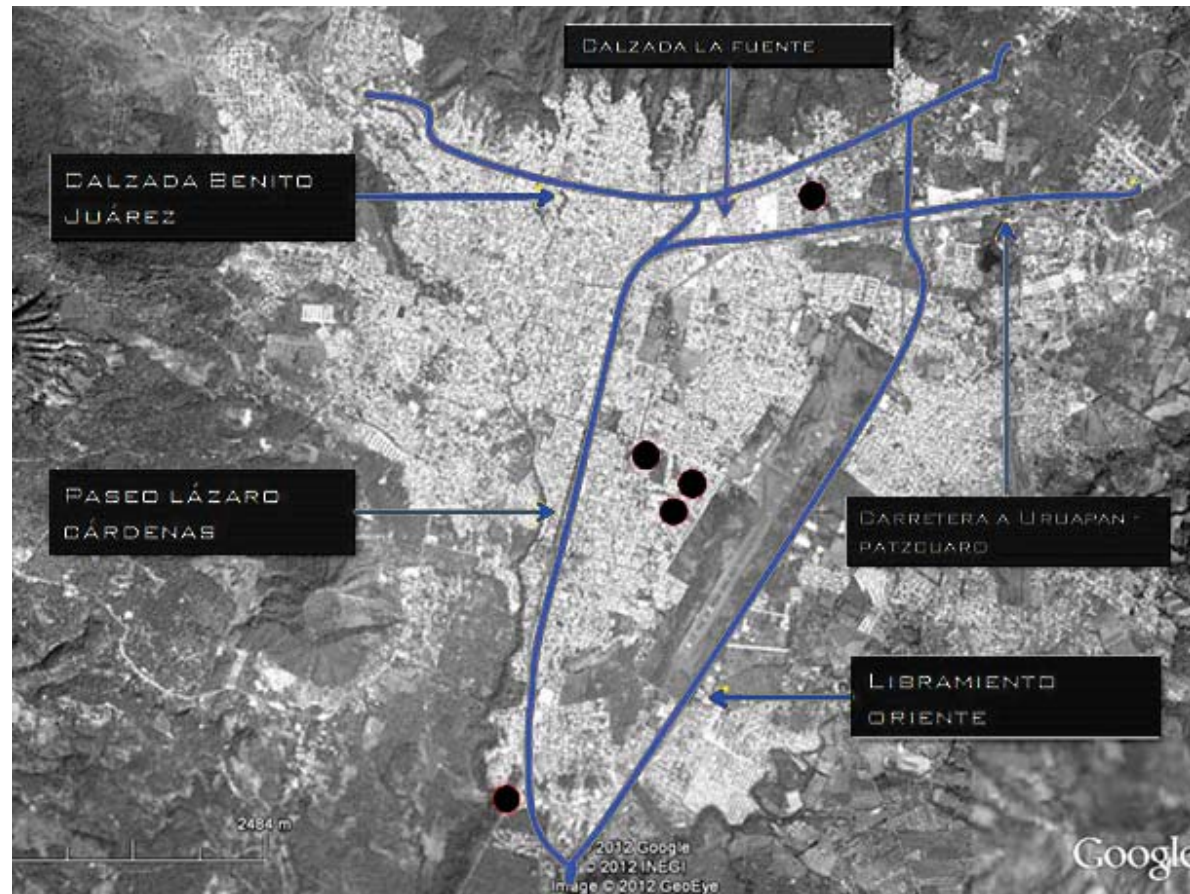 CALZADA LA FUENTE
CALZADA BENITO
JUÁREZ
PASEO LÁZARO
CÁRDENAS
CARRETERA A URUAPAN -
PATZCUARO
LIBRAMIENTO
ORIENTE
2484 m
2012 Google
© 2012 INEGI
Image © 2012 GeoEye
Google